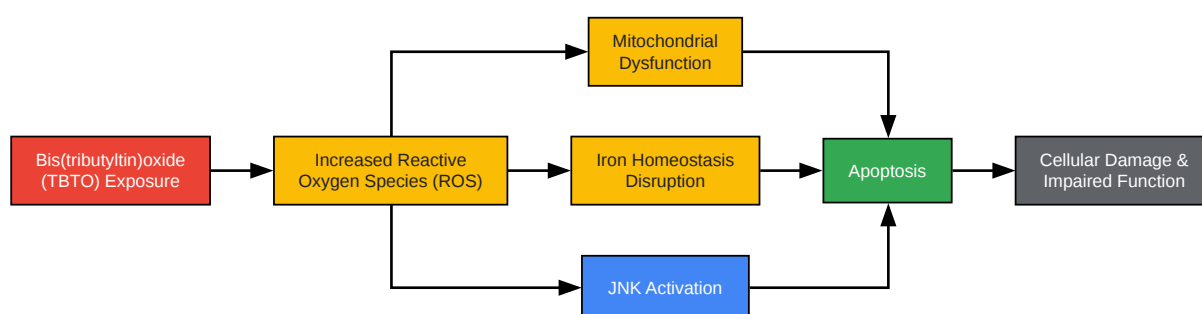 Mitochondrial
Dysfunction
Bis(tributyltin)oxide
(TBTO) Exposure
Increased Reactive
Oxygen Species (ROS)
Iron Homeostasis
Disruption
Apoptosis
Cellular Damage &
Impaired Function
JNK Activation